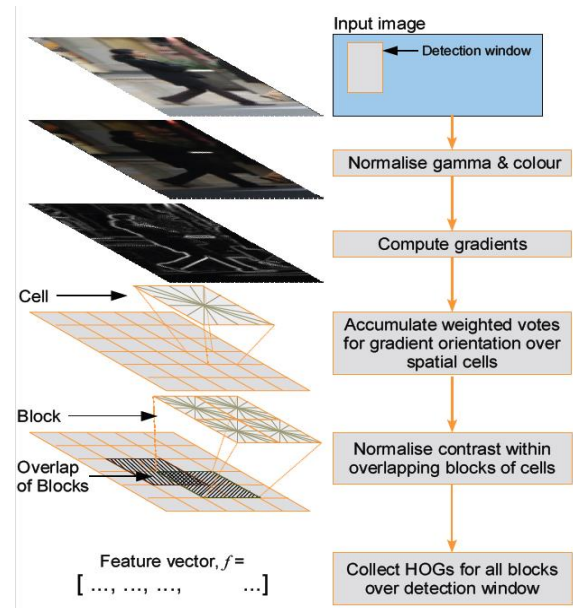 Input image
Detection window
Normalise gamma & colour
Compute gradients
Cell
Accumulate weighted votes
for gradient orientation over
spatial cells
Block
Overlap
of Blocks
Normalise contrast within
overlapping blocks of cells
Feature vector, f =
[ ..., ..., ..., ...]
Collect HOGs for all blocks
over detection window